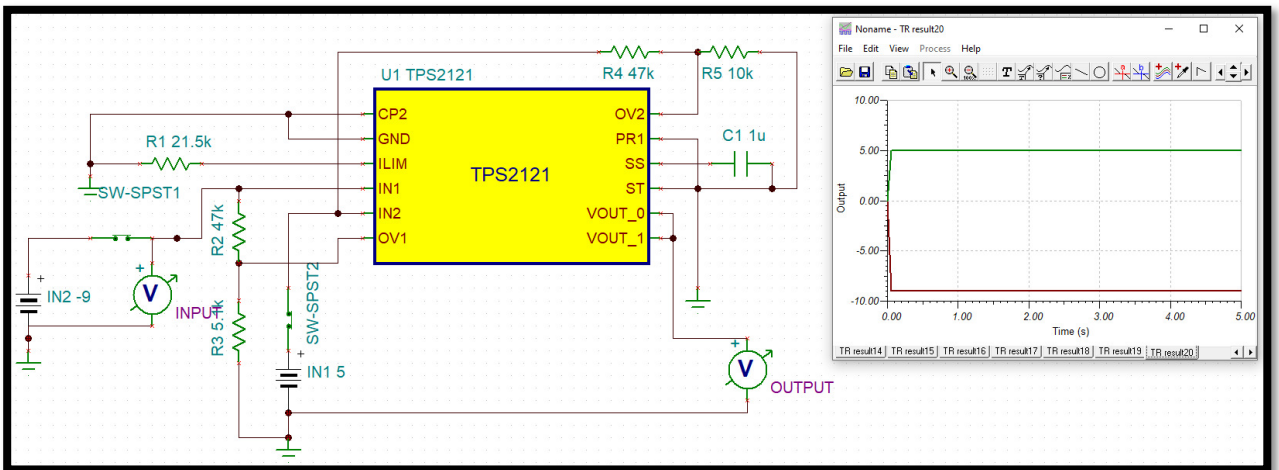 U1 TPS2121
R4 47k
R5 10k
CP2
GND
ILIM
IN1
IN2
OV1
TPS2121
OV2
PR1
SS
ST
VOUT_0
VOUT_1
C1 1u
R1 21.5k
SW-SPST1
R2 47k
IN2 -9
+
+
V
INPUT
R3 5.1k
SW-SPST2
+
IN1 5
+
V
OUTPUT
Noname - TR result20
File Edit View Process Help
T
a
b
10.00
5.00
0.00
-5.00
-10.00
Output
0.00 1.00 2.00 3.00 4.00 5.00
Time (s)
TR result14 TR result15 TR result16 TR result17 TR result18 TR result19 TR result20